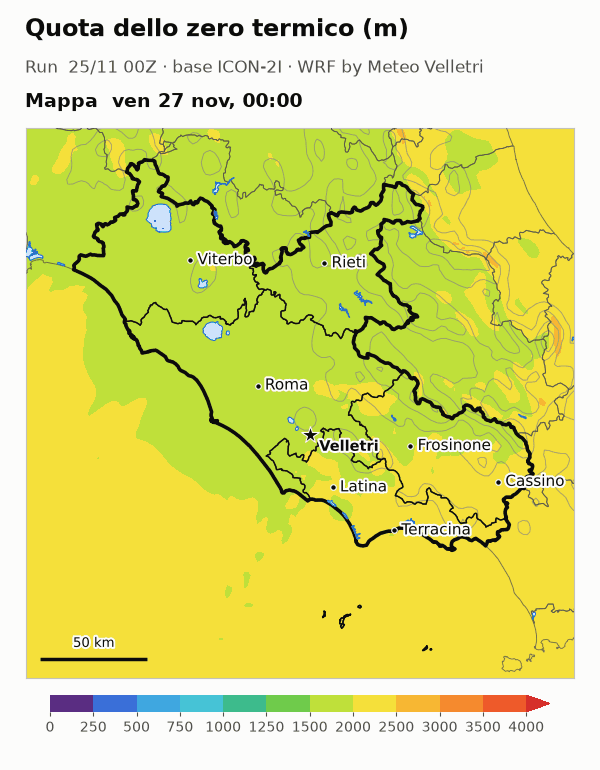 Quota dello zero termico (m)
Run  25/11 00Z · base ICON-2I · WRF by Meteo Velletri
Mappa  ven 27 nov, 00:00
Viterbo
Rieti
Roma
Velletri
Frosinone
Latina
Cassino
Terracina
50 km
0 250 500 750 1000 1250 1500 2000 2500 3000 3500 4000